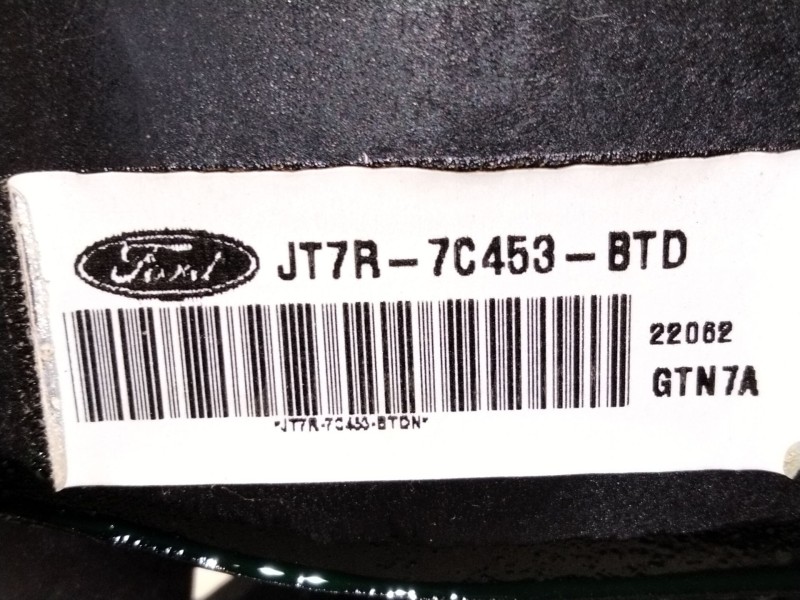 Ford JT7R-7C453-BTD
22062
GTN7A
*JT7R-7C453-BTDN*